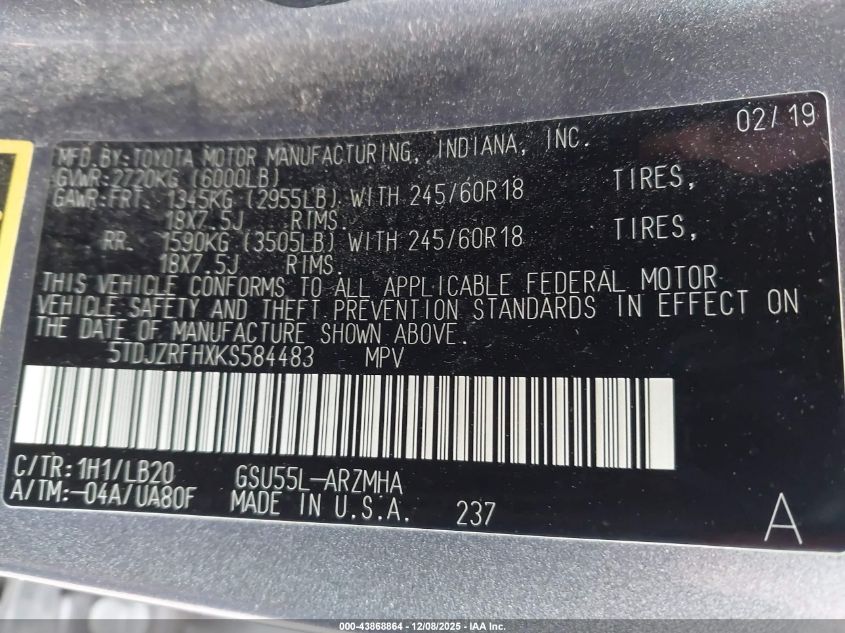 02/19
MFD.BY:TOYOTA MOTOR MANUFACTURING, INDIANA, INC.
GVWR:2720KG (6000LB)
GAWR:FRT. 1345KG (2955LB) WITH 245/60R18 TIRES,
18X7.5J RIMS.
RR. 1590KG (3505LB) WITH 245/60R18 TIRES,
18X7.5J RIMS.
THIS VEHICLE CONFORMS TO ALL APPLICABLE FEDERAL MOTOR
VEHICLE SAFETY AND THEFT PREVENTION STANDARDS IN EFFECT ON
THE DATE OF MANUFACTURE SHOWN ABOVE.
5TDJZRFHXKS584483 MPV
C/TR:1H1/LB20 GSU55L-ARZMHA
A/TM:-04A/UA80F MADE IN U.S.A. 237 A
000-43868864 - 12/08/2025 - IAA Inc.